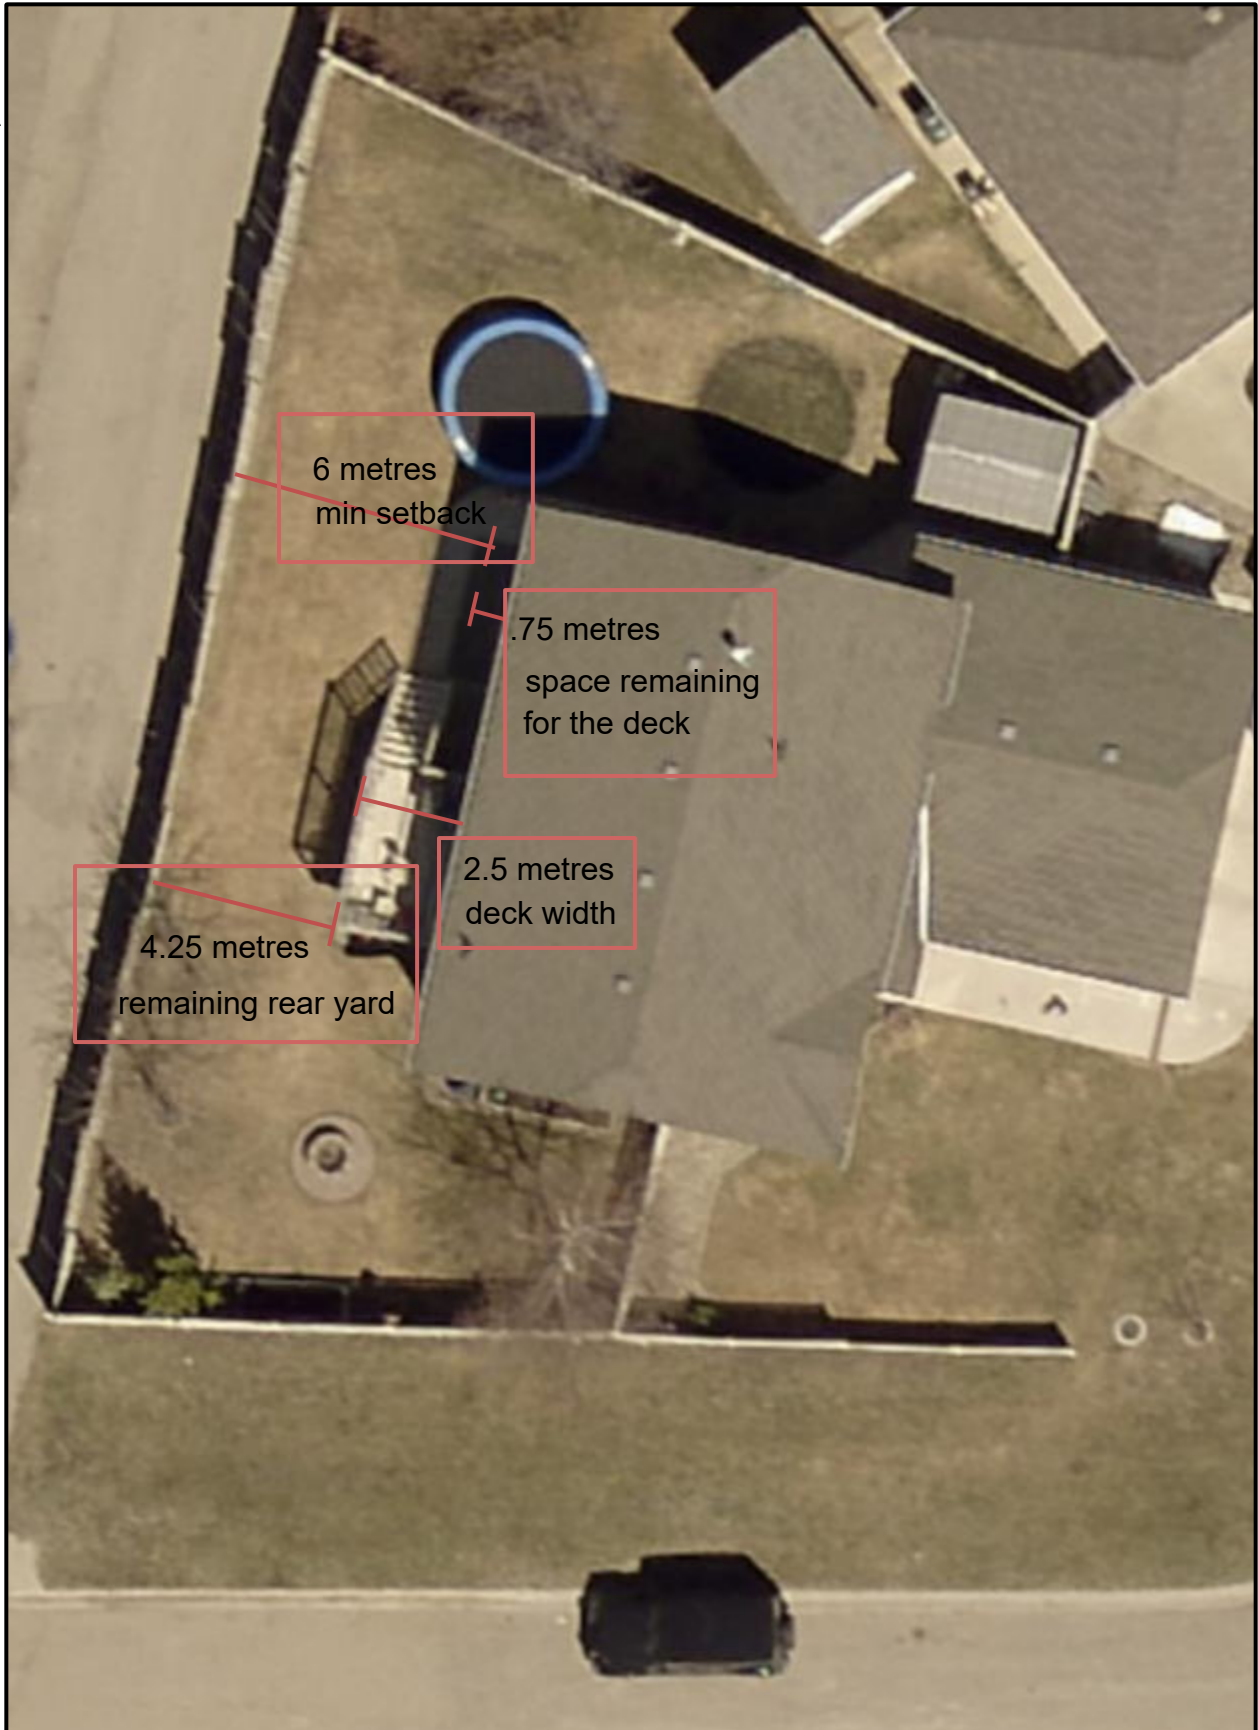 6 metres
min setback
.75 metres
space remaining
for the deck
2.5 metres
deck width
4.25 metres
remaining rear yard